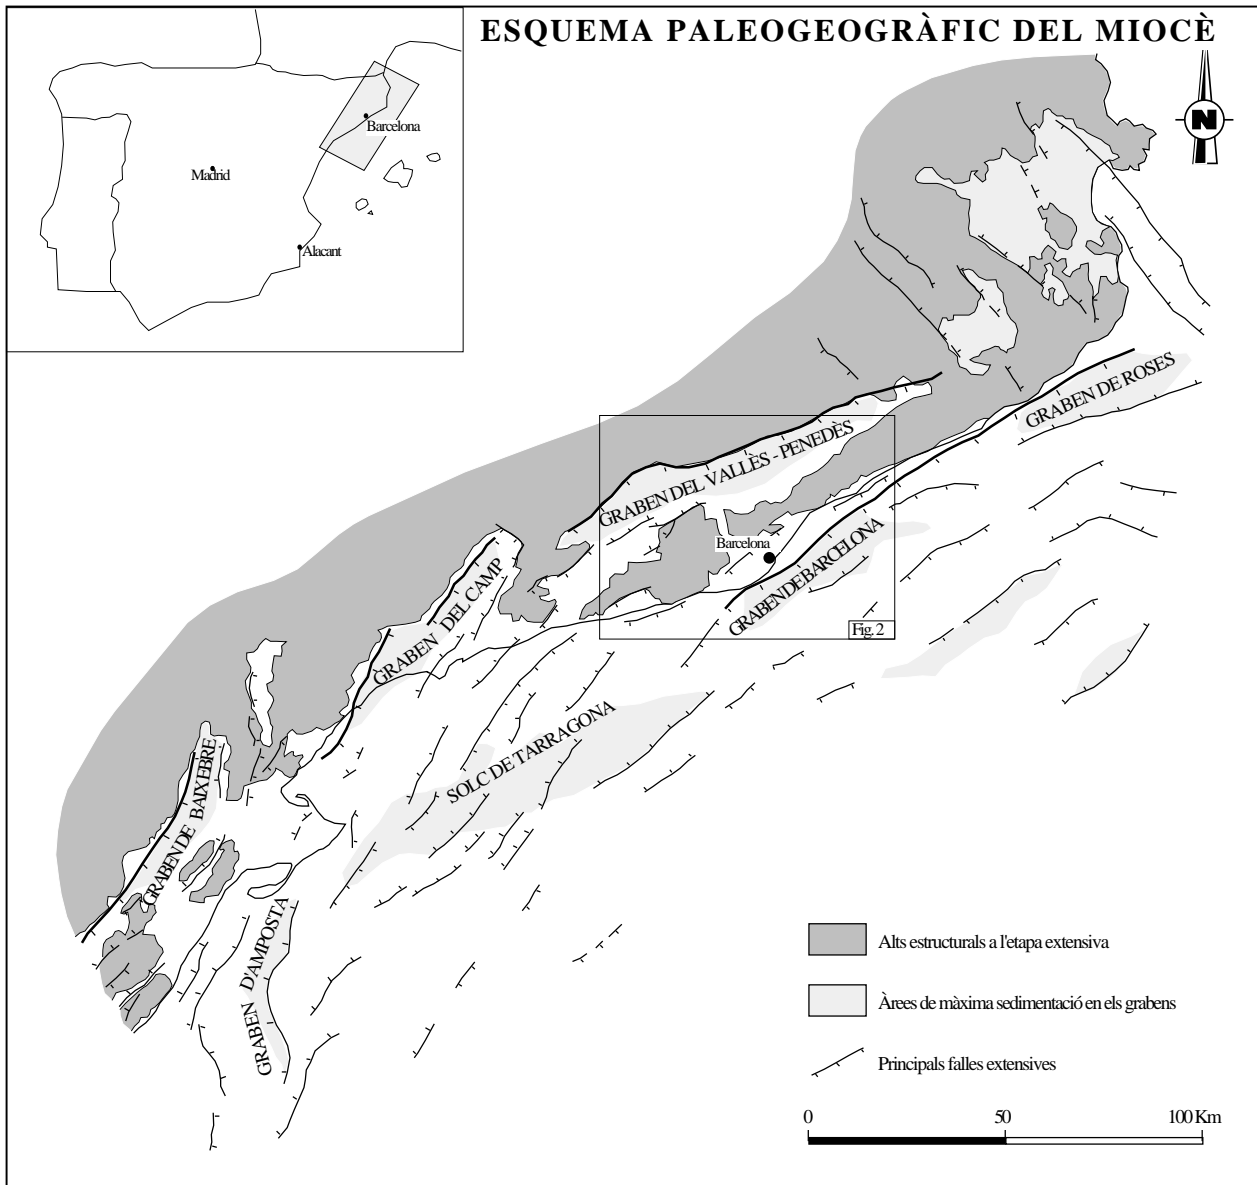 ESQUEMA PALEOGEOGRÀFIC DEL MIOCÈ
N
Barcelona
Madrid
Alacant
GRABEN DE ROSES
GRABEN DEL VALLÈS - PENEDÈS
Barcelona
GRABEN DE BARCELONA
Fig. 2
GRABEN DEL CAMP
SOLC DE TARRAGONA
GRABEN DE BAIX EBRE
GRABEN D'AMPOSTA
Alts estructurals a l'etapa extensiva
Àrees de màxima sedimentació en els grabens
Principals falles extensives
0 50 100 Km